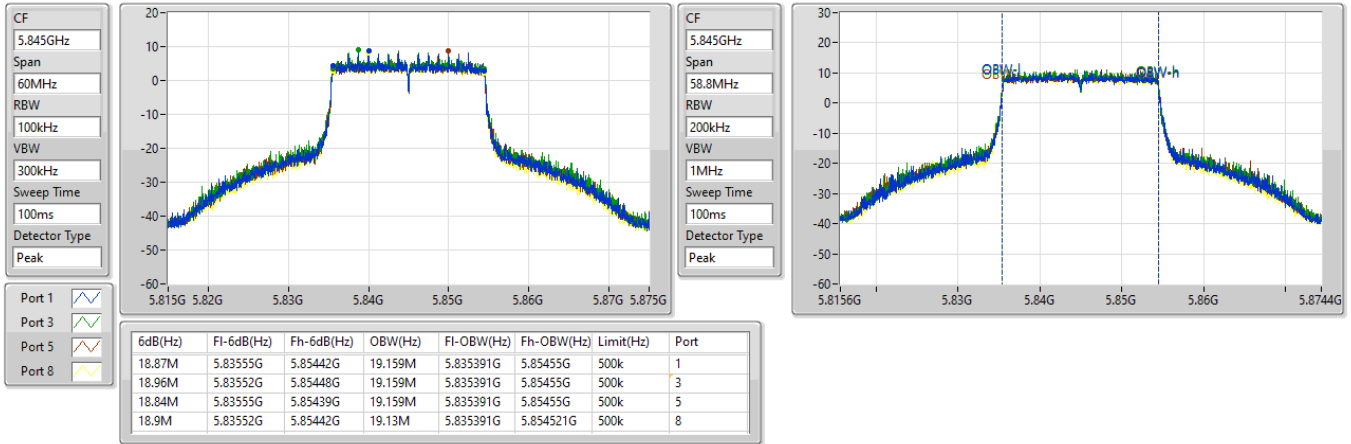 CF
5.845GHz
Span
60MHz
RBW
100kHz
VBW
300kHz
Sweep Time
100ms
Detector Type
Peak
20
10
0
-10
-20
-30
-40
-50
-60
5.815G 5.82G 5.83G 5.84G 5.85G 5.86G 5.87G 5.875G
CF
5.845GHz
Span
58.8MHz
RBW
200kHz
VBW
1MHz
Sweep Time
100ms
Detector Type
Peak
30
20
10
0
-10
-20
-30
-40
-50
-60
OBW-l OBW-h
5.8156G 5.83G 5.84G 5.85G 5.86G 5.8744G
Port 1
Port 3
Port 5
Port 8
6dB(Hz) Fl-6dB(Hz) Fh-6dB(Hz) OBW(Hz) Fl-OBW(Hz) Fh-OBW(Hz) Limit(Hz) Port
18.87M 5.83555G 5.85442G 19.159M 5.835391G 5.85455G 500k 1
18.96M 5.83552G 5.85448G 19.159M 5.835391G 5.85455G 500k 3
18.84M 5.83555G 5.85439G 19.159M 5.835391G 5.85455G 500k 5
18.9M 5.83552G 5.85442G 19.13M 5.835391G 5.854521G 500k 8